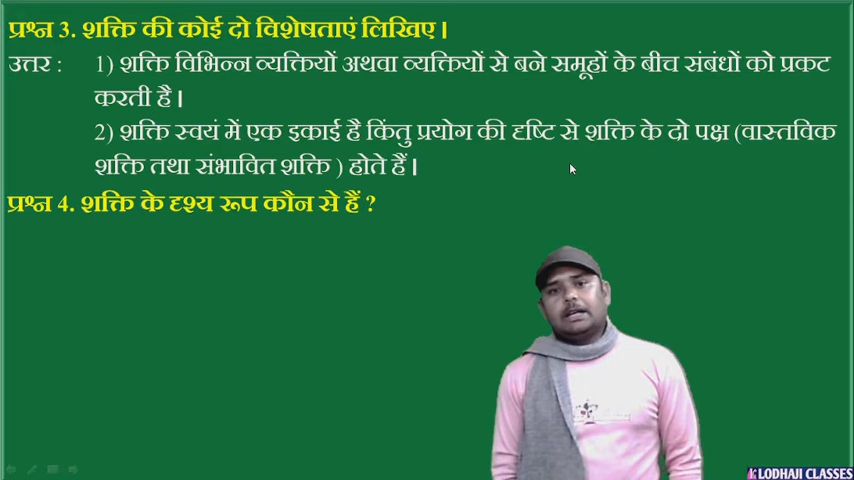 प्रश्न 3. शक्ति की कोई दो विशेषताएं लिखिए।
उत्तर : 1) शक्ति विभिन्न व्यक्तियों अथवा व्यक्तियों से बने समूहों के बीच संबंधों को प्रकट
करती है।
2) शक्ति स्वयं में एक इकाई है किंतु प्रयोग की दृष्टि से शक्ति के दो पक्ष (वास्तविक
शक्ति तथा संभावित शक्ति ) होते हैं।
प्रश्न 4. शक्ति के दृश्य रूप कौन से हैं ?
LODHAJI CLASSES